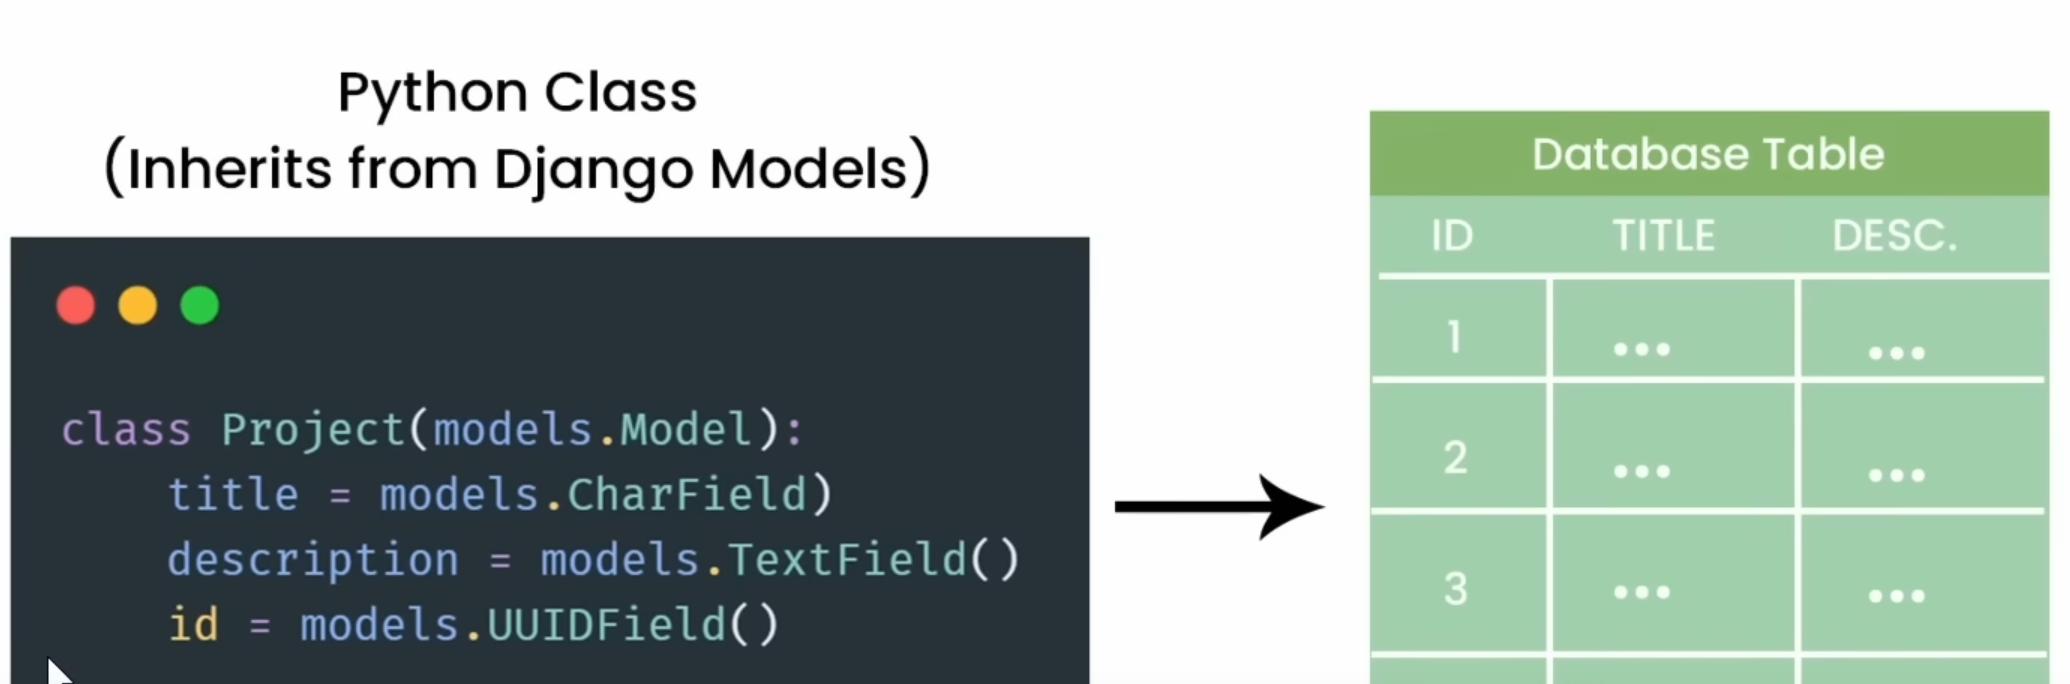 Python Class
(Inherits from Django Models)
class Project(models.Model):
    title = models.CharField)
    description = models.TextField()
    id = models.UUIDField()
Database Table
ID TITLE DESC.
1 ... ...
2 ... ...
3 ... ...